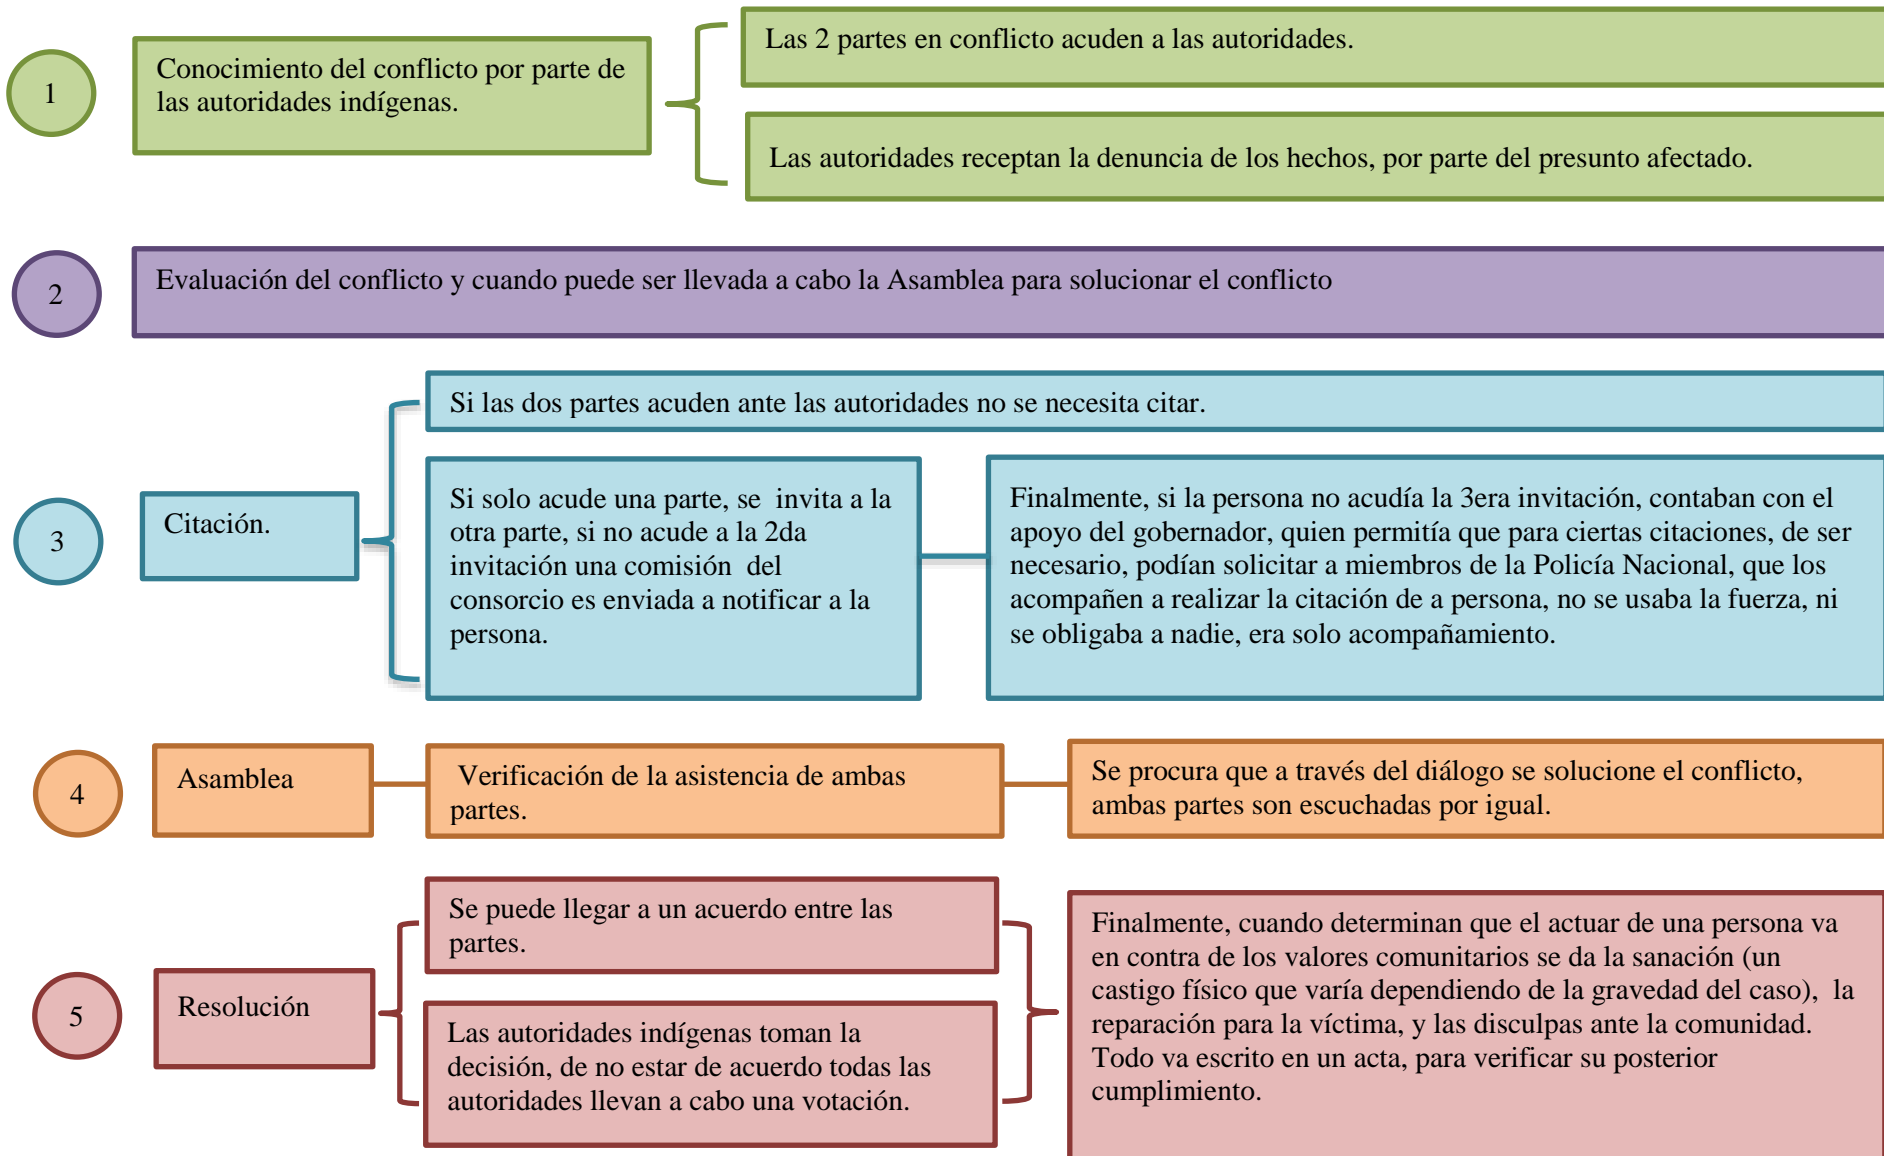 1
Conocimiento del conflicto por parte de
las autoridades indígenas.
Las 2 partes en conflicto acuden a las autoridades.
Las autoridades receptan la denuncia de los hechos, por parte del presunto afectado.
2
Evaluación del conflicto y cuando puede ser llevada a cabo la Asamblea para solucionar el conflicto
3
Citación.
Si las dos partes acuden ante las autoridades no se necesita citar.
Si solo acude una parte, se invita a la
otra parte, si no acude a la 2da
invitación una comisión del
consorcio es enviada a notificar a la
persona.
Finalmente, si la persona no acudía la 3era invitación, contaban con el
apoyo del gobernador, quien permitía que para ciertas citaciones, de ser
necesario, podían solicitar a miembros de la Policía Nacional, que los
acompañen a realizar la citación de a persona, no se usaba la fuerza, ni
se obligaba a nadie, era solo acompañamiento.
4
Asamblea
Verificación de la asistencia de ambas
partes.
Se procura que a través del diálogo se solucione el conflicto,
ambas partes son escuchadas por igual.
5
Resolución
Se puede llegar a un acuerdo entre las
partes.
Las autoridades indígenas toman la
decisión, de no estar de acuerdo todas las
autoridades llevan a cabo una votación.
Finalmente, cuando determinan que el actuar de una persona va
en contra de los valores comunitarios se da la sanación (un
castigo físico que varía dependiendo de la gravedad del caso), la
reparación para la víctima, y las disculpas ante la comunidad.
Todo va escrito en un acta, para verificar su posterior
cumplimiento.